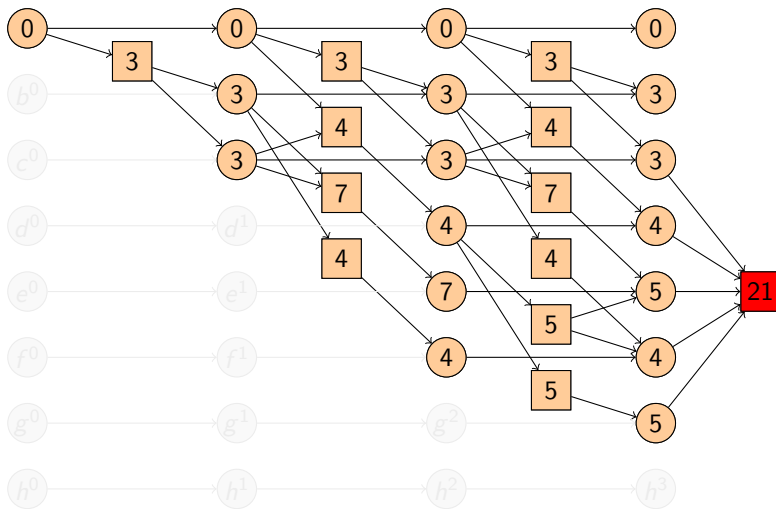 0 0 0 0
3 3 3
b⁰ 3 3 3
4 4
c⁰ 3 3 3
7 7
d⁰ d¹ 4 4
4 4
e⁰ e¹ 7 5 21
5
f⁰ f¹ 4 4
5
g⁰ g¹ g² 5
h⁰ h¹ h² h³